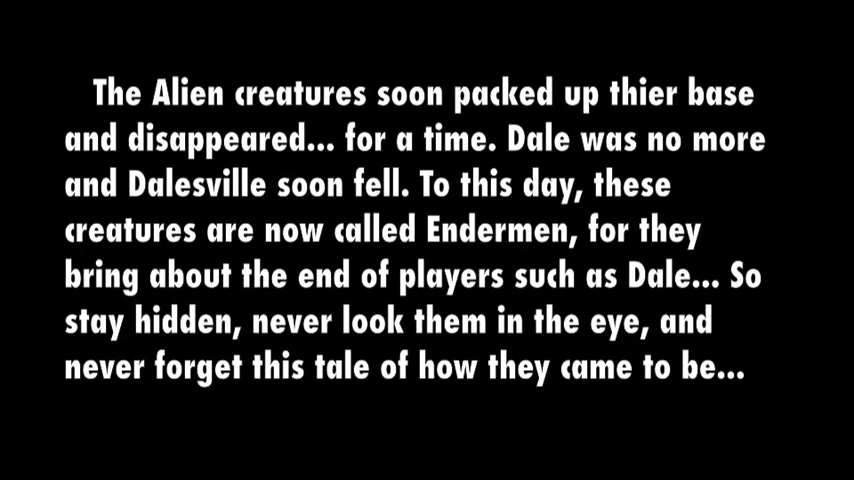 The Alien creatures soon packed up thier base
and disappeared... for a time. Dale was no more
and Dalesville soon fell. To this day, these
creatures are now called Endermen, for they
bring about the end of players such as Dale... So
stay hidden, never look them in the eye, and
never forget this tale of how they came to be...